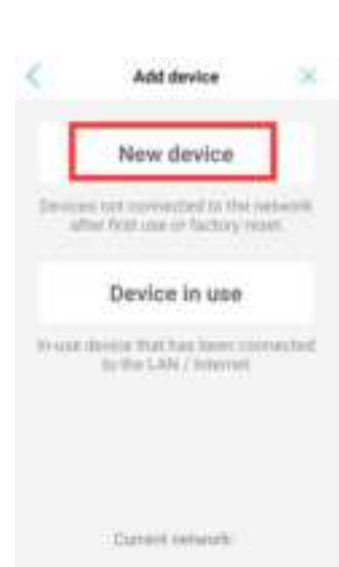 Add device
New device
Devices not connected to the network
after first use or factory reset
Device in use
In-use device that has been connected
to the LAN / Internet
Current network: